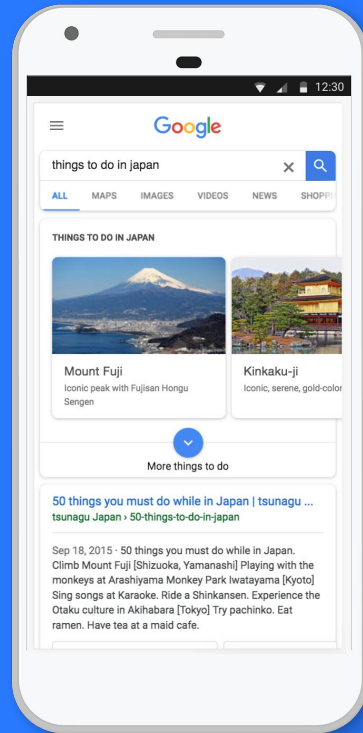 12:30
Google
things to do in japan
ALL MAPS IMAGES VIDEOS NEWS SHOPPI
THINGS TO DO IN JAPAN
Mount Fuji
Iconic peak with Fujisan Hongu
Sengen
Kinkaku-ji
Iconic, serene, gold-color
More things to do
50 things you must do while in Japan | tsunagu ...
tsunagu Japan › 50-things-to-do-in-japan
Sep 18, 2015 · 50 things you must do while in Japan.
Climb Mount Fuji [Shizuoka, Yamanashi] Playing with the
monkeys at Arashiyama Monkey Park Iwatayama [Kyoto]
Sing songs at Karaoke. Ride a Shinkansen. Experience the
Otaku culture in Akihabara [Tokyo] Try pachinko. Eat
ramen. Have tea at a maid cafe.